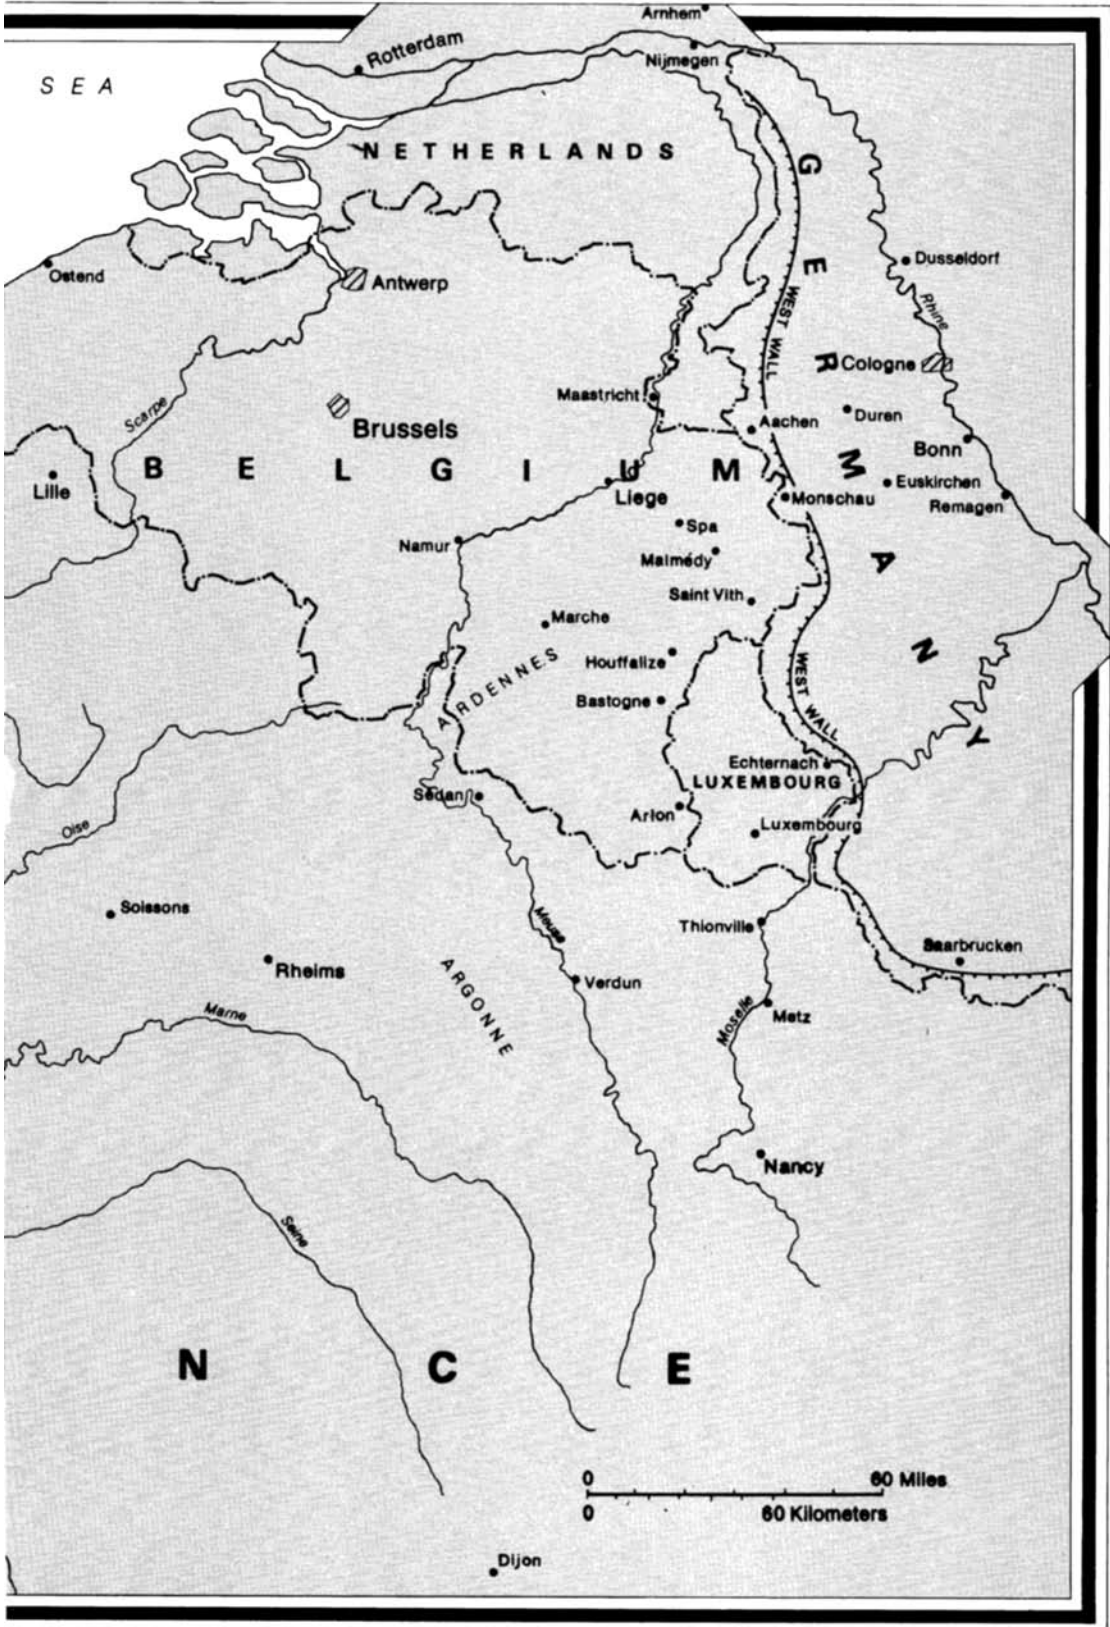 Arnhem
Rotterdam
Nijmegen
SEA
NETHERLANDS
GERMANY
Dusseldorf
Ostend
Antwerp
Rhine
WEST WALL
Cologne
Maastricht
Duren
Scarpe
Brussels
Aachen
Bonn
BELGIUM
Lille
Liege
Monschau
Euskirchen
Remagen
Spa
Namur
Malmédy
Saint Vith
Marche
Houffalize
ARDENNES
Bastogne
WEST WALL
Echternach
LUXEMBOURG
Sedan
Arlon
Luxembourg
Oise
Soissons
Meuse
Thionville
Saarbrucken
Rheims
Verdun
ARGONNE
Marne
Moselle
Metz
Nancy
Seine
N C E
0 60 Miles
0 60 Kilometers
Dijon